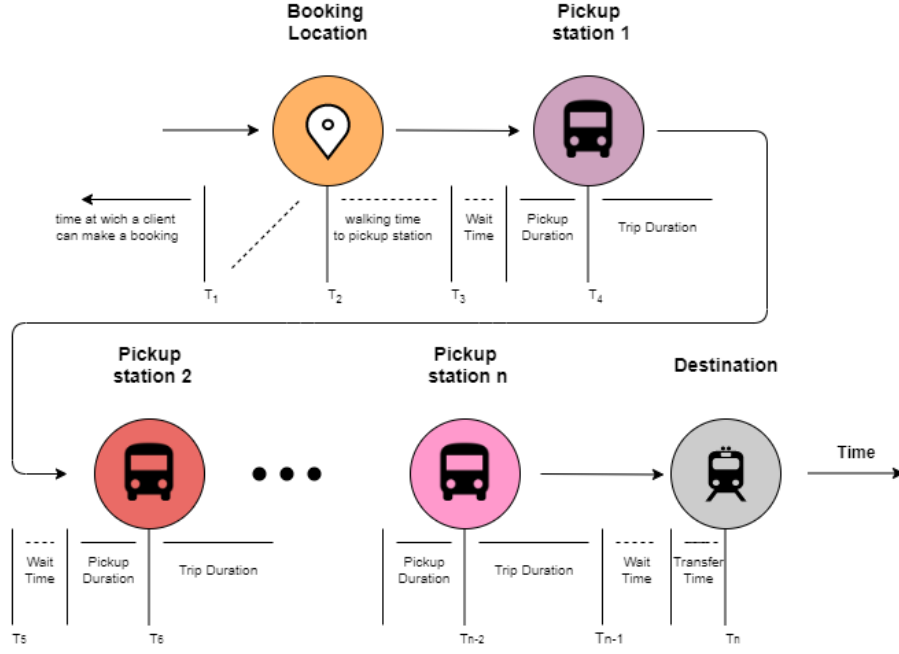 Booking
Location
Pickup
station 1
time at wich a client
can make a booking
walking time
to pickup station
Wait
Time
Pickup
Duration
Trip Duration
T1
T2
T3
T4
Pickup
station 2
Pickup
station n
Destination
Time
Wait
Time
Pickup
Duration
Trip Duration
Pickup
Duration
Trip Duration
Wait
Time
Transfer
Time
T5
T6
Tn-2
Tn-1
Tn